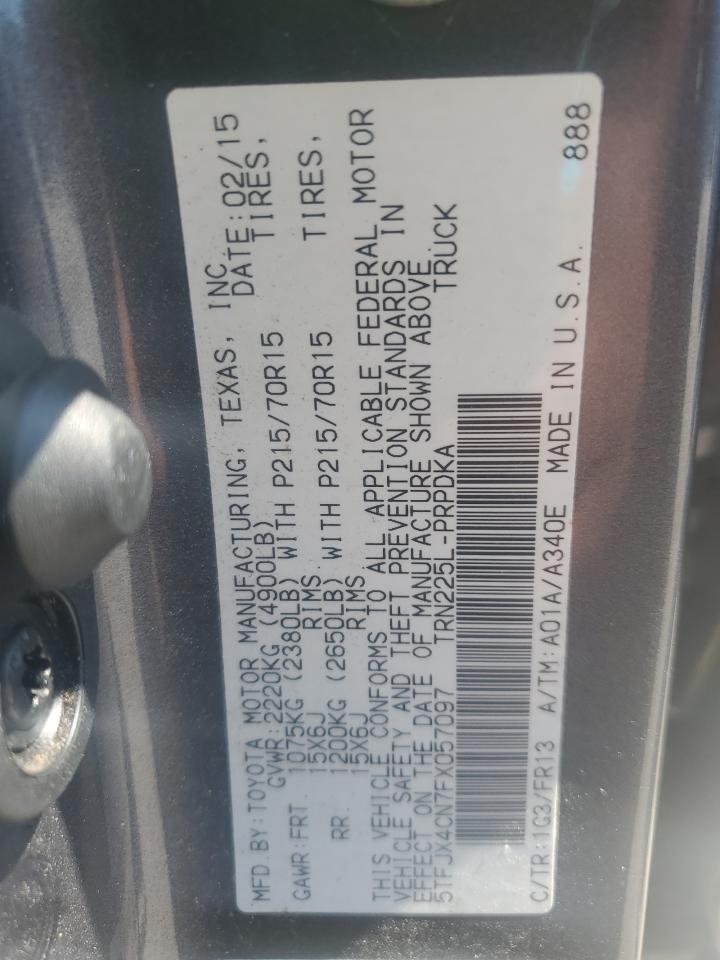 MFD.BY:TOYOTA MOTOR MANUFACTURING, TEXAS, INC.
GVWR:2220KG (4900LB) DATE:02/15
GAWR:FRT. 1075KG (2380LB) WITH P215/70R15 TIRES,
15X6J RIMS.
RR. 1200KG (2650LB) WITH P215/70R15 TIRES,
15X6J RIMS.
THIS VEHICLE CONFORMS TO ALL APPLICABLE FEDERAL MOTOR
VEHICLE SAFETY AND THEFT PREVENTION STANDARDS IN
EFFECT ON THE DATE OF MANUFACTURE SHOWN ABOVE.
5TFJX4CN7FX057097 TRN225L-PRPDKA TRUCK
C/TR:1G3/FR13 A/TM:A01A/A340E MADE IN U.S.A. 888